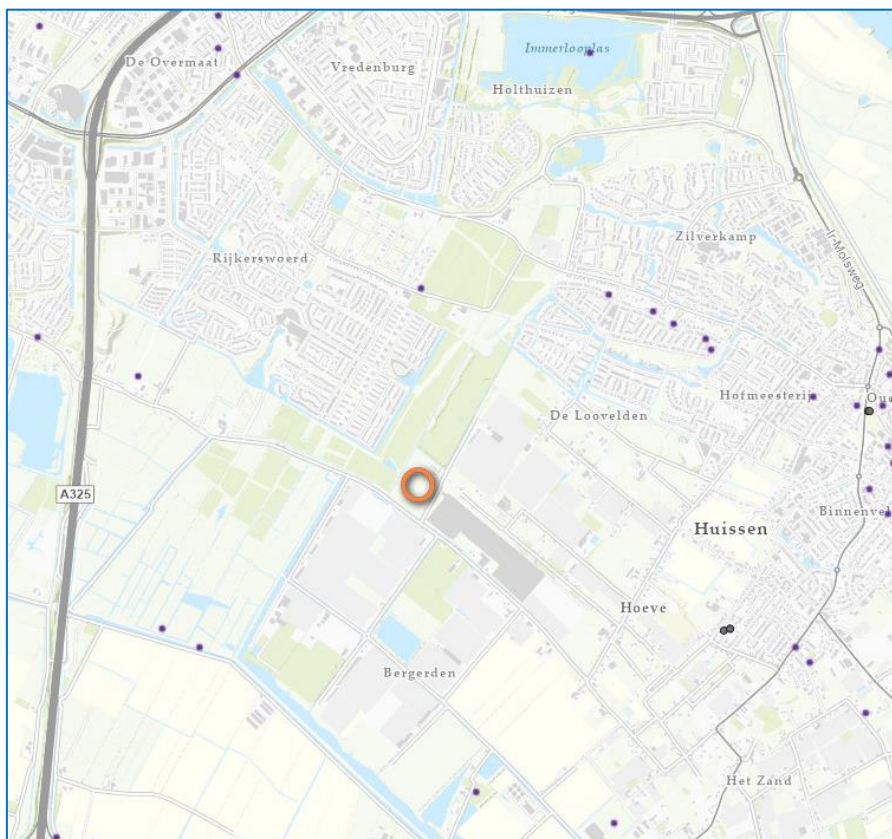 De Overmaat
Vredenburg
Immerlooplas
Holthuizen
Zilverkamp
Ir-Molsweg
Rijkerswoerd
Hofmeesterij
De Loovelden
A325
Huissen
Hoeve
Bergerden
Het Zand